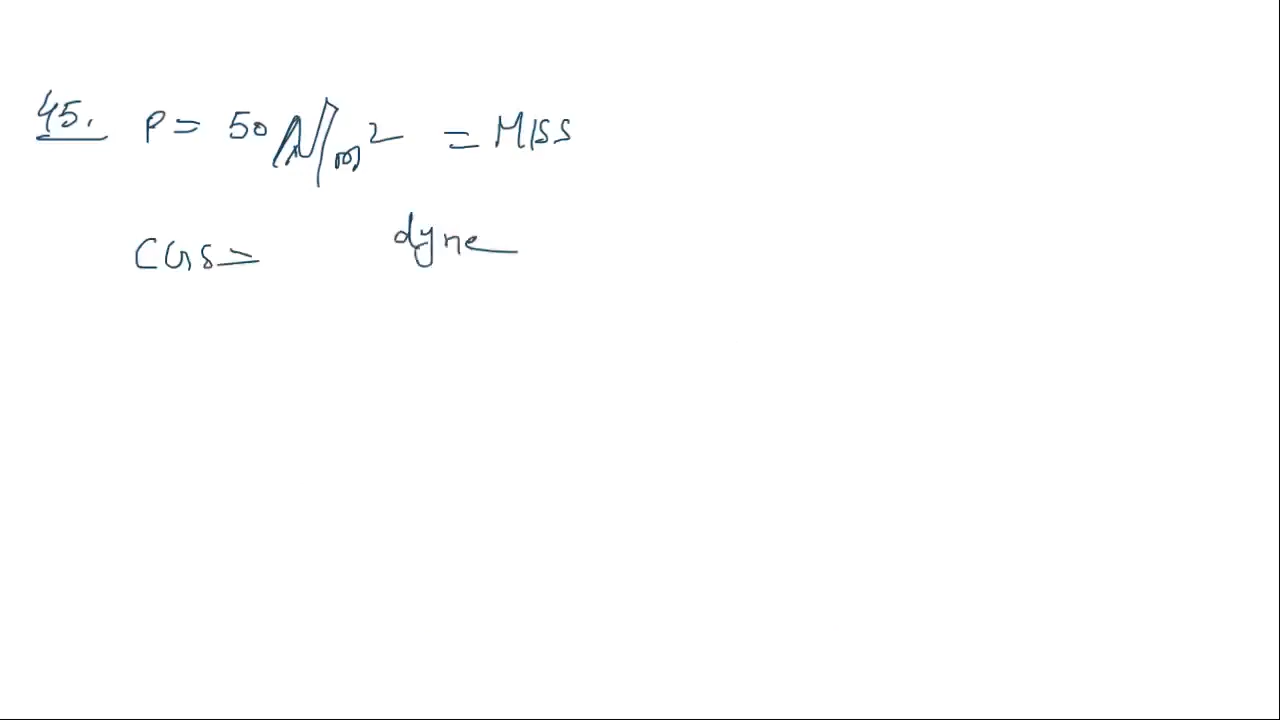 45. P = 50 N/m² = MKS
CGS = dyne